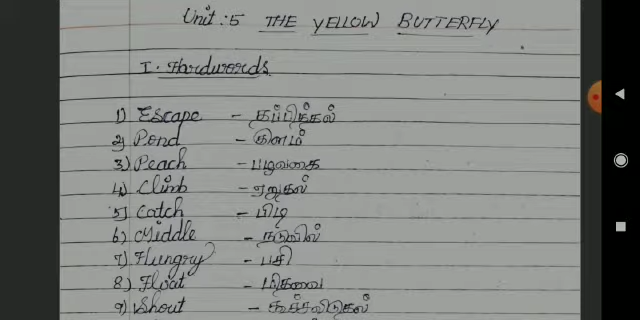 Unit : 5 THE YELLOW BUTTERFLY
I. Hardwords
1) Escape - தப்பித்தல்
2) Pond - குளம்
3) Peach - பழவகை
4) Climb - ஏறுதல்
5) Catch - பிடி
6) Middle - நடுவில்
7) Hungry - பசி
8) Float - மிதவை
9) Shout - கூச்சலிடுதல்